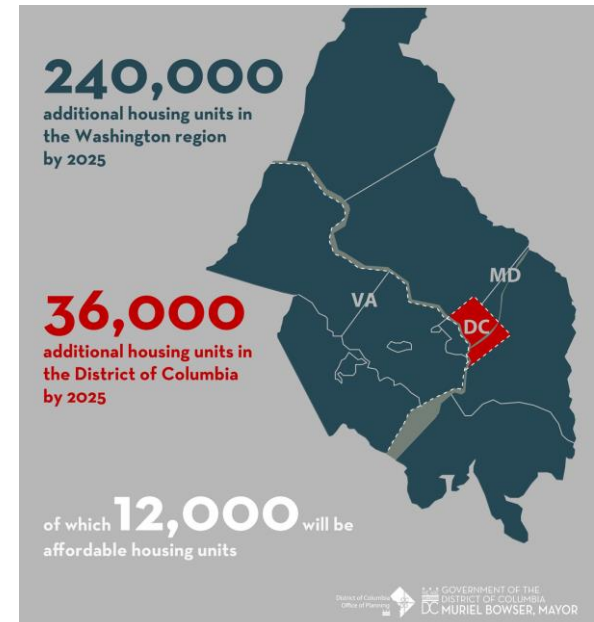 240,000
additional housing units in
the Washington region
by 2025
MD
VA
DC
36,000
additional housing units in
the District of Columbia
by 2025
of which 12,000 will be
affordable housing units
District of Columbia
Office of Planning
GOVERNMENT OF THE
DISTRICT OF COLUMBIA
DC MURIEL BOWSER, MAYOR